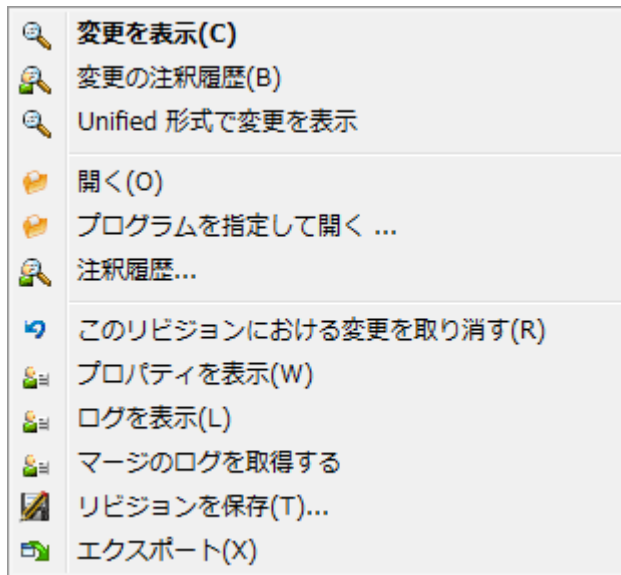 変更を表示(C)
変更の注釈履歴(B)
Unified 形式で変更を表示
開く(O)
プログラムを指定して開く ...
注釈履歴...
このリビジョンにおける変更を取り消す(R)
プロパティを表示(W)
ログを表示(L)
マージのログを取得する
リビジョンを保存(T)...
エクスポート(X)